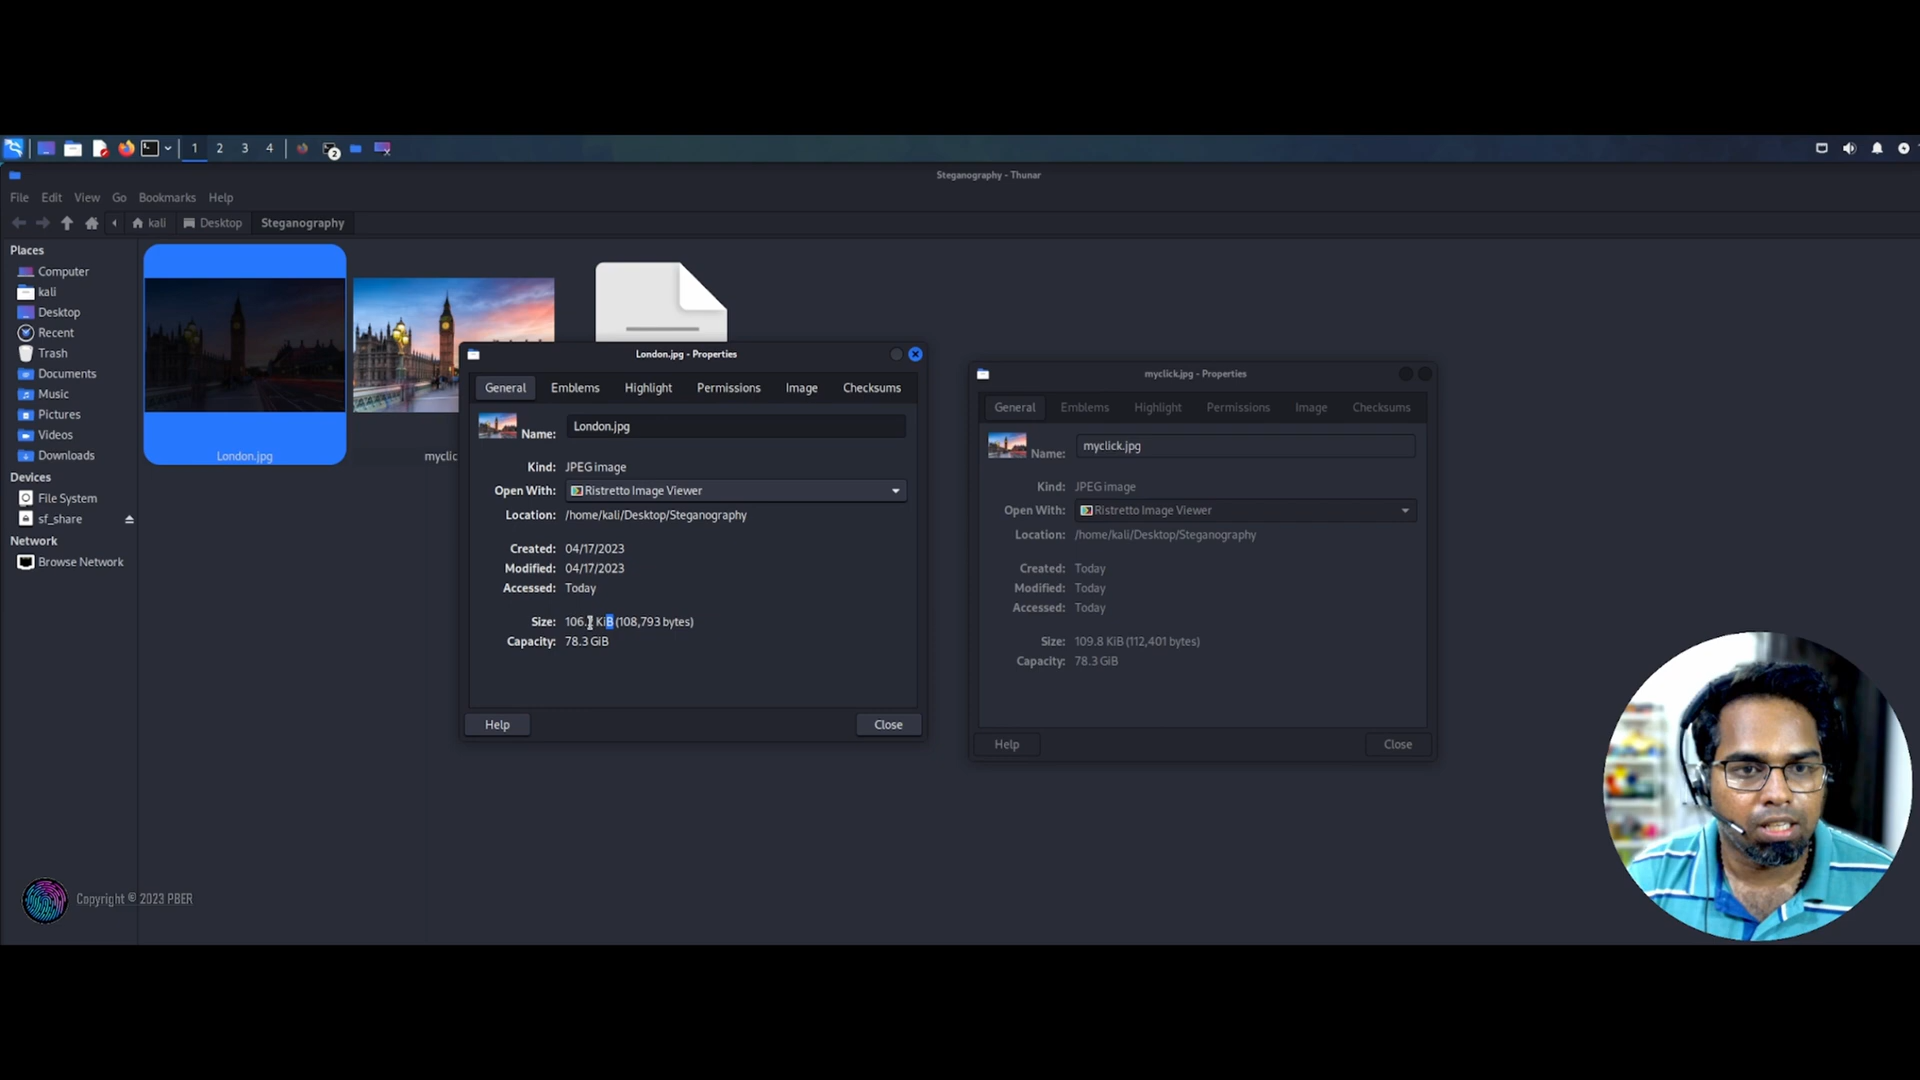 1 2 3 4 2
Steganography - Thunar
File Edit View Go Bookmarks Help
kali Desktop Steganography
Places
Computer
kali
Desktop
Recent
Trash
Documents
Music
Pictures
Videos
Downloads
Devices
File System
sf_share
Network
Browse Network
London.jpg
myclic
London.jpg - Properties
General Emblems Highlight Permissions Image Checksums
Name: London.jpg
Kind: JPEG image
Open With: Ristretto Image Viewer
Location: /home/kali/Desktop/Steganography
Created: 04/17/2023
Modified: 04/17/2023
Accessed: Today
Size: KiB (108,793 bytes)
Capacity: 78.3 GiB
Help Close
myclick.jpg - Properties
General Emblems Highlight Permissions Image Checksums
Name: myclick.jpg
Kind: JPEG image
Open With: Ristretto Image Viewer
Location: /home/kali/Desktop/Steganography
Created: Today
Modified: Today
Accessed: Today
Size: 109.8 KiB (112,401 bytes)
Capacity: 78.3 GiB
Help Close
Copyright © 2023 PBER